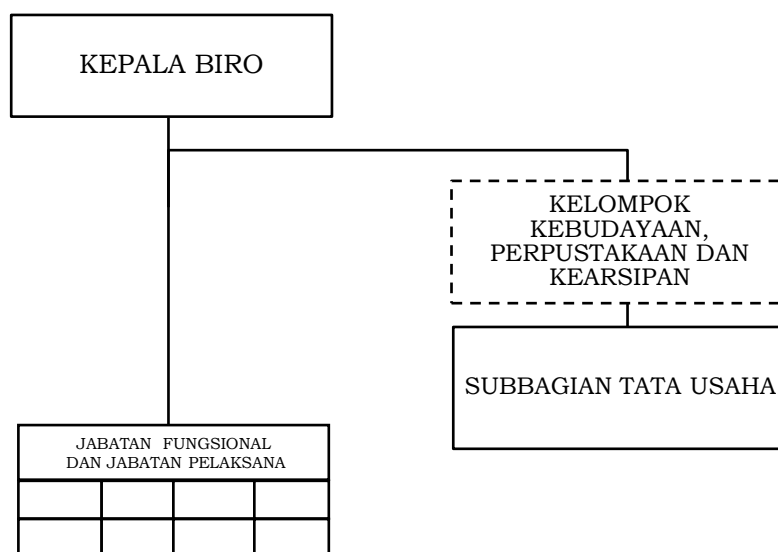 KEPALA BIRO
KELOMPOK
KEBUDAYAAN,
PERPUSTAKAAN DAN
KEARSIPAN
SUBBAGIAN TATA USAHA
JABATAN FUNGSIONAL
DAN JABATAN PELAKSANA